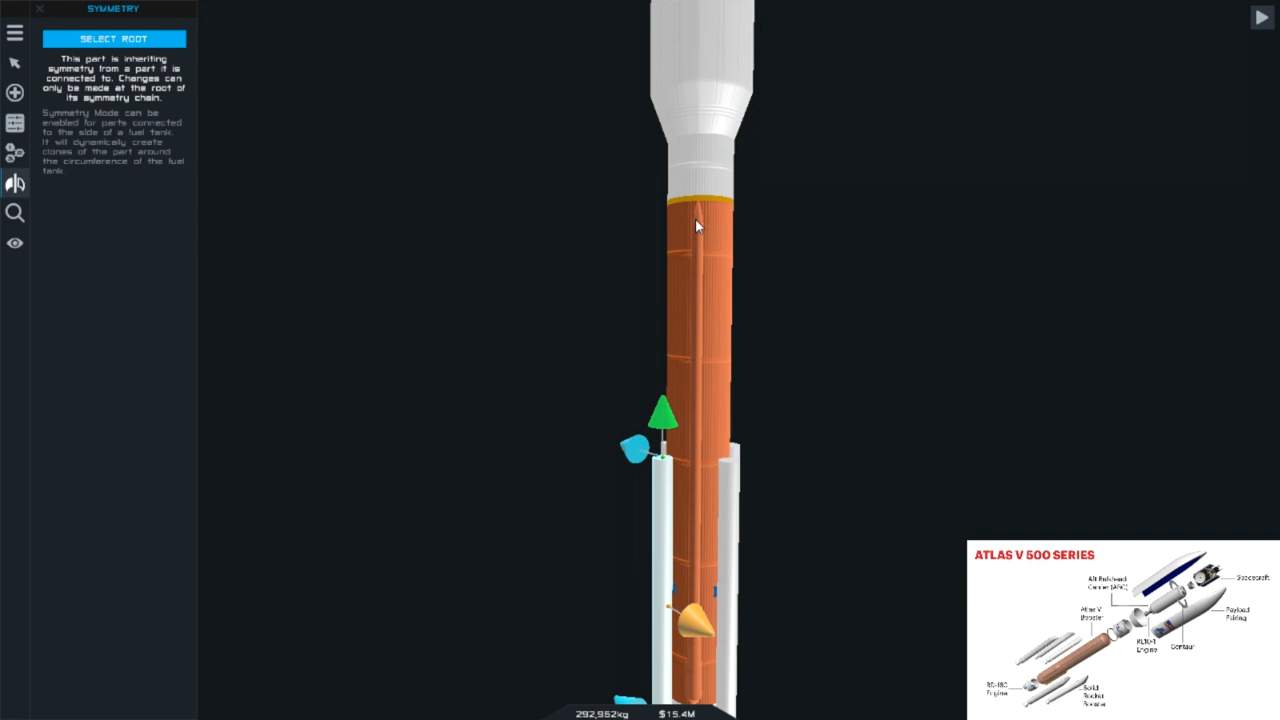 SYMMETRY
SELECT ROOT
This part is inheriting
symmetry from a part it is
connected to. Changes can
only be made at the root of
its symmetry chain.
Symmetry Mode can be
enabled for parts connected
to the side of a fuel tank.
It will dynamically create
clones of the part around
the circumference of the fuel
tank.
ATLAS V 500 SERIES
Aft Bulkhead
Carrier (ABC)
Spacecraft
Atlas V
Booster
Payload
Fairing
RL10-1
Engine
Centaur
RD-180
Engine
Solid
Rocket
Booster
292,952kg
$15.4M